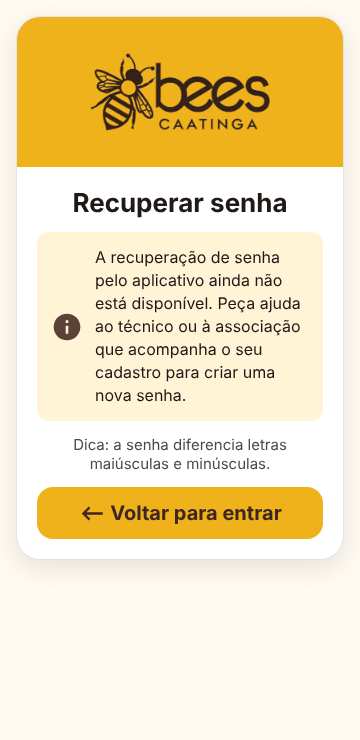 bees
CAATINGA
Recuperar senha
A recuperação de senha
pelo aplicativo ainda não
está disponível. Peça ajuda
ao técnico ou à associação
que acompanha o seu
cadastro para criar uma
nova senha.
Dica: a senha diferencia letras
maiúsculas e minúsculas.
← Voltar para entrar